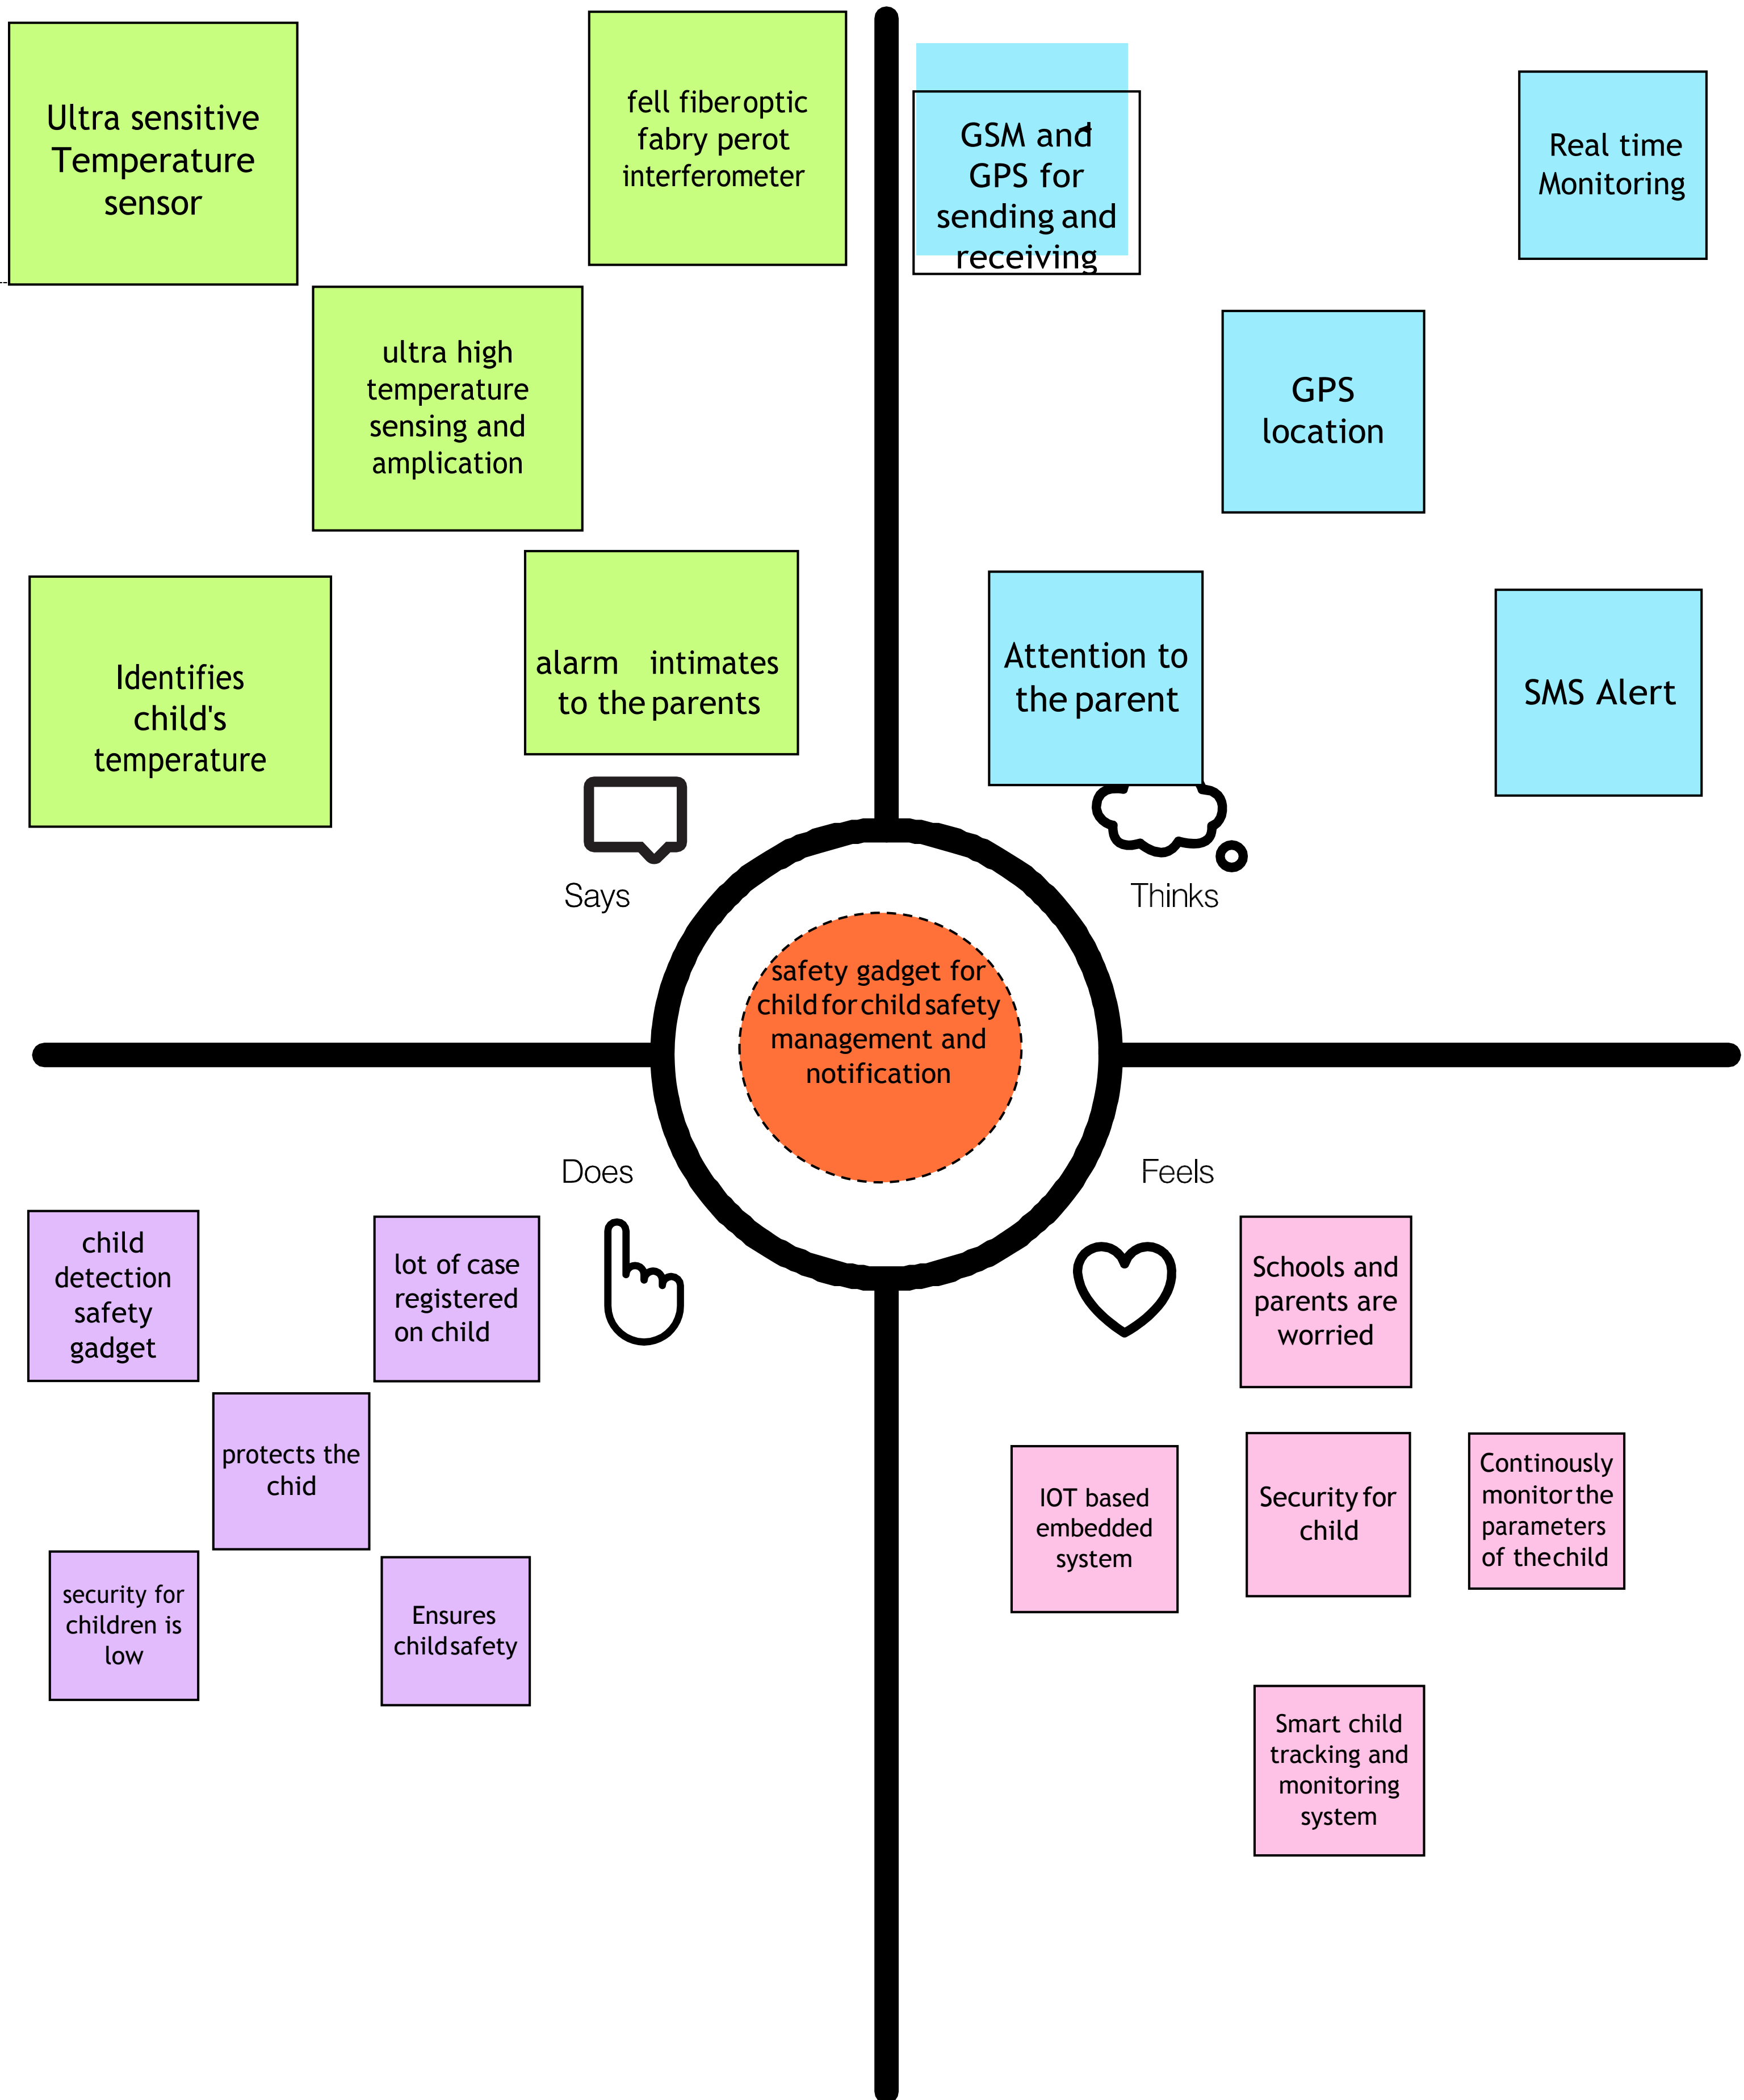 Ultra sensitive
Temperature
sensor
fell fiberoptic
fabry perot
interferometer
ultra high
temperature
sensing and
amplication
Identifies
child's
temperature
alarm intimates
to the parents
Says
GSM and
GPS for
sending and
receiving
Real time
Monitoring
GPS
location
Attention to
the parent
SMS Alert
Thinks
safety gadget for
child for child safety
management and
notification
Does
child
detection
safety
gadget
lot of case
registered
on child
protects the
chid
security for
children is
low
Ensures
child safety
Feels
Schools and
parents are
worried
IOT based
embedded
system
Security for
child
Continously
monitor the
parameters
of the child
Smart child
tracking and
monitoring
system